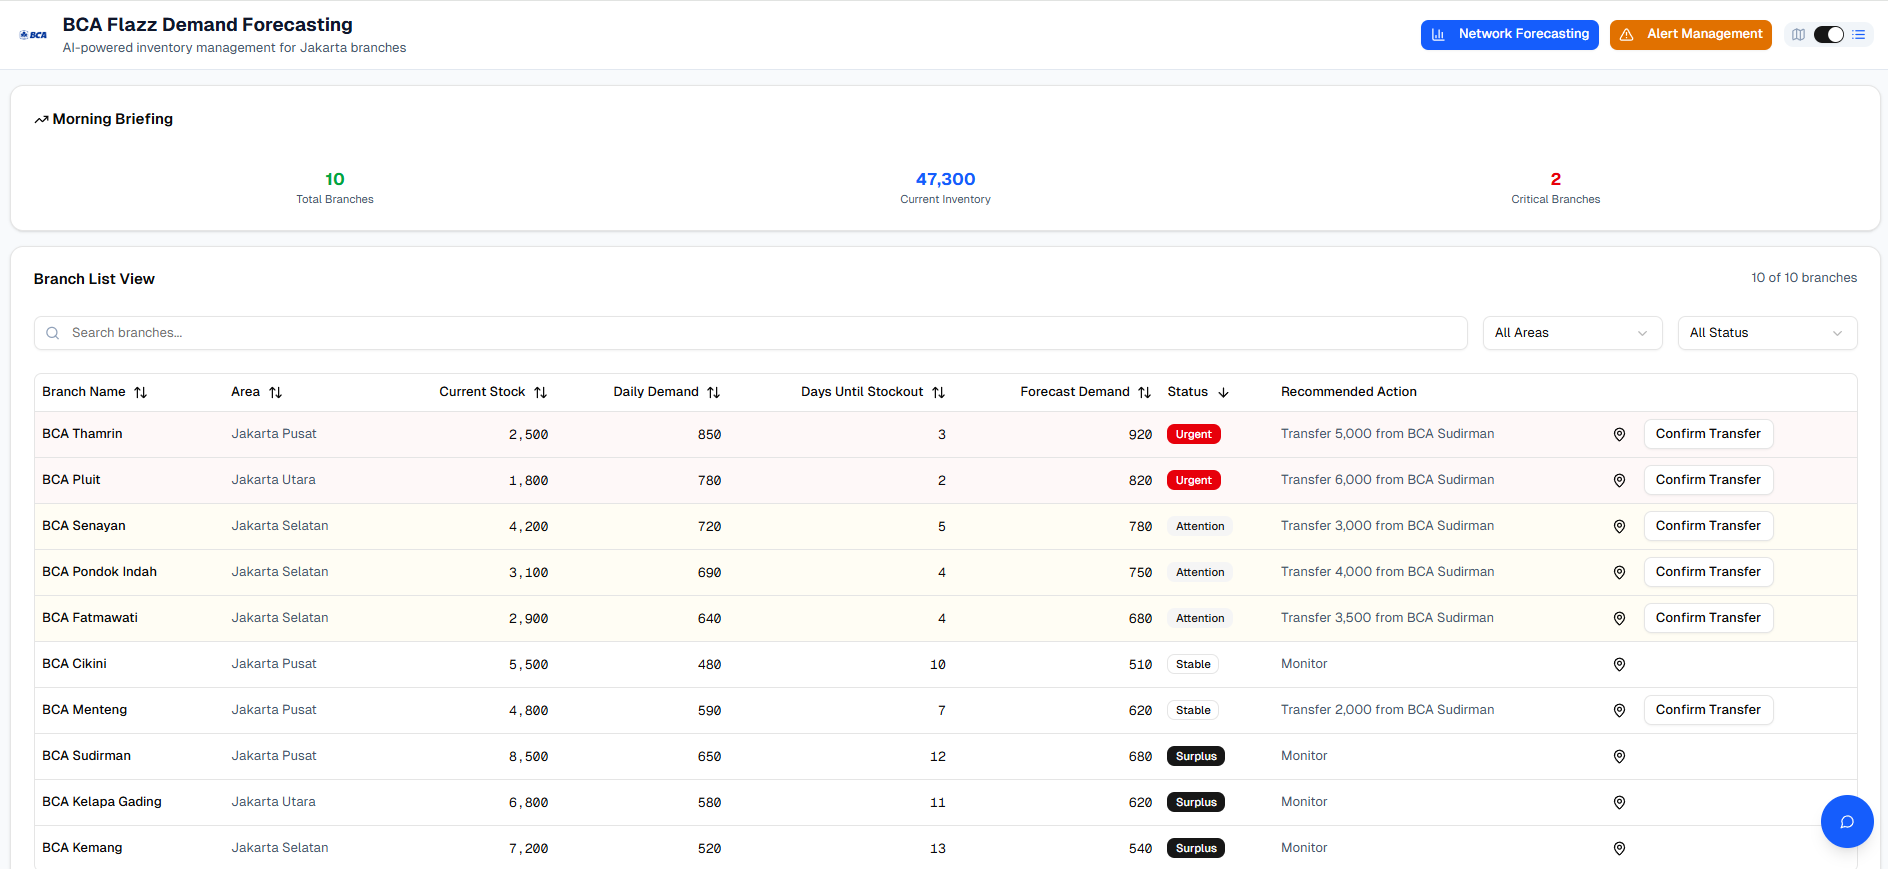 BCA
BCA Flazz Demand Forecasting
AI-powered inventory management for Jakarta branches
Network Forecasting
Alert Management
Morning Briefing
10
Total Branches
47,300
Current Inventory
2
Critical Branches
Branch List View
10 of 10 branches
Search branches...
All Areas
All Status
Branch Name Area Current Stock Daily Demand Days Until Stockout Forecast Demand Status Recommended Action
BCA Thamrin Jakarta Pusat 2,500 850 3 920 Urgent Transfer 5,000 from BCA Sudirman Confirm Transfer
BCA Pluit Jakarta Utara 1,800 780 2 820 Urgent Transfer 6,000 from BCA Sudirman Confirm Transfer
BCA Senayan Jakarta Selatan 4,200 720 5 780 Attention Transfer 3,000 from BCA Sudirman Confirm Transfer
BCA Pondok Indah Jakarta Selatan 3,100 690 4 750 Attention Transfer 4,000 from BCA Sudirman Confirm Transfer
BCA Fatmawati Jakarta Selatan 2,900 640 4 680 Attention Transfer 3,500 from BCA Sudirman Confirm Transfer
BCA Cikini Jakarta Pusat 5,500 480 10 510 Stable Monitor
BCA Menteng Jakarta Pusat 4,800 590 7 620 Stable Transfer 2,000 from BCA Sudirman Confirm Transfer
BCA Sudirman Jakarta Pusat 8,500 650 12 680 Surplus Monitor
BCA Kelapa Gading Jakarta Utara 6,800 580 11 620 Surplus Monitor
BCA Kemang Jakarta Selatan 7,200 520 13 540 Surplus Monitor